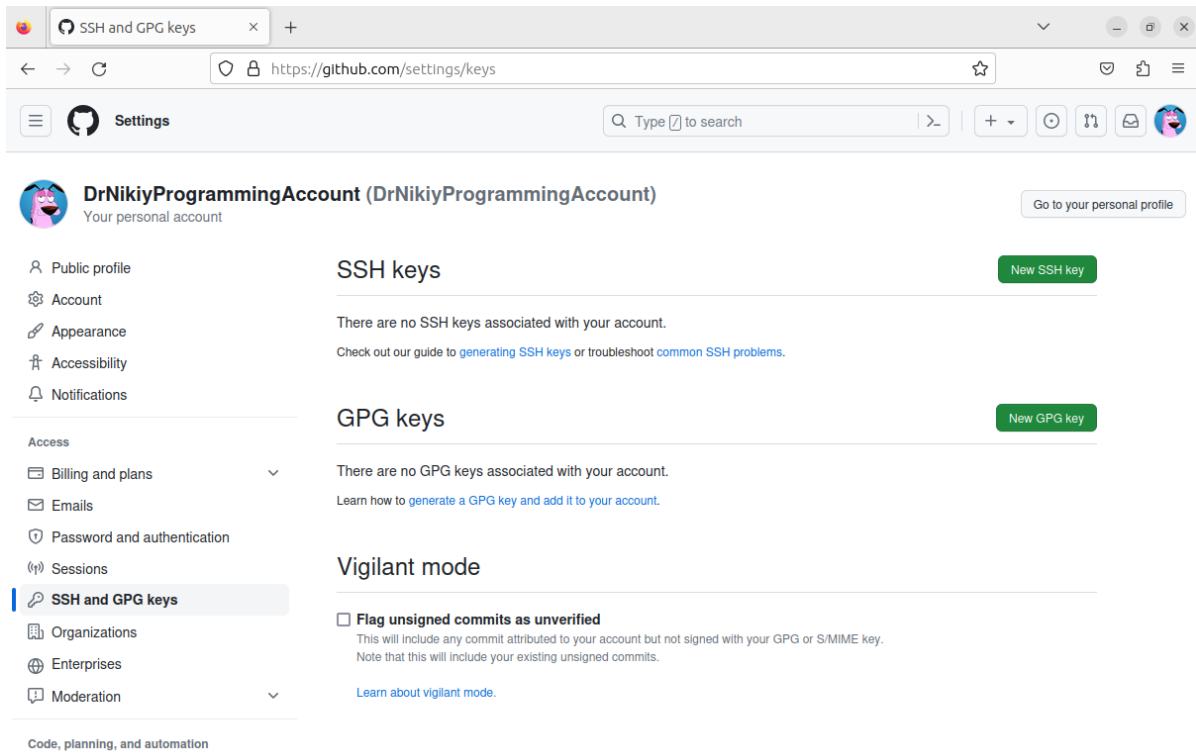 SSH and GPG keys
https://github.com/settings/keys
Settings
Type / to search
DrNikiyProgrammingAccount (DrNikiyProgrammingAccount)
Your personal account
Go to your personal profile
Public profile
Account
Appearance
Accessibility
Notifications
Access
Billing and plans
Emails
Password and authentication
Sessions
SSH and GPG keys
Organizations
Enterprises
Moderation
Code, planning, and automation
SSH keys
New SSH key
There are no SSH keys associated with your account.
Check out our guide to generating SSH keys or troubleshoot common SSH problems.
GPG keys
New GPG key
There are no GPG keys associated with your account.
Learn how to generate a GPG key and add it to your account.
Vigilant mode
Flag unsigned commits as unverified
This will include any commit attributed to your account but not signed with your GPG or S/MIME key.
Note that this will include your existing unsigned commits.
Learn about vigilant mode.